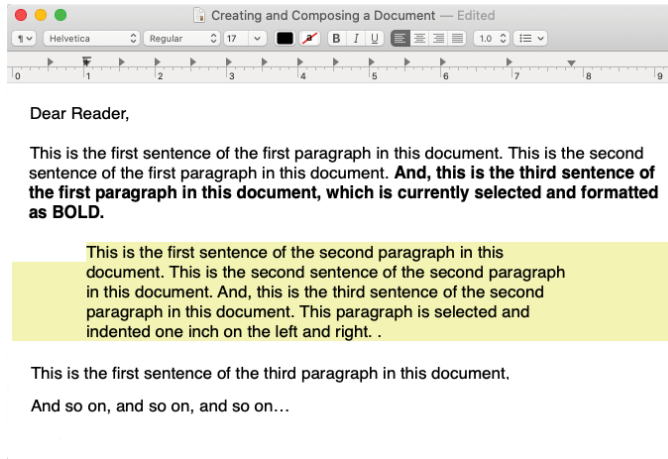 Creating and Composing a Document — Edited
¶ Helvetica Regular 17 a B I U 1.0
0 1 2 3 4 5 6 7 8 9
Dear Reader,
This is the first sentence of the first paragraph in this document. This is the second
sentence of the first paragraph in this document. And, this is the third sentence of
the first paragraph in this document, which is currently selected and formatted
as BOLD.
This is the first sentence of the second paragraph in this
document. This is the second sentence of the second paragraph
in this document. And, this is the third sentence of the second
paragraph in this document. This paragraph is selected and
indented one inch on the left and right. .
This is the first sentence of the third paragraph in this document.
And so on, and so on, and so on…